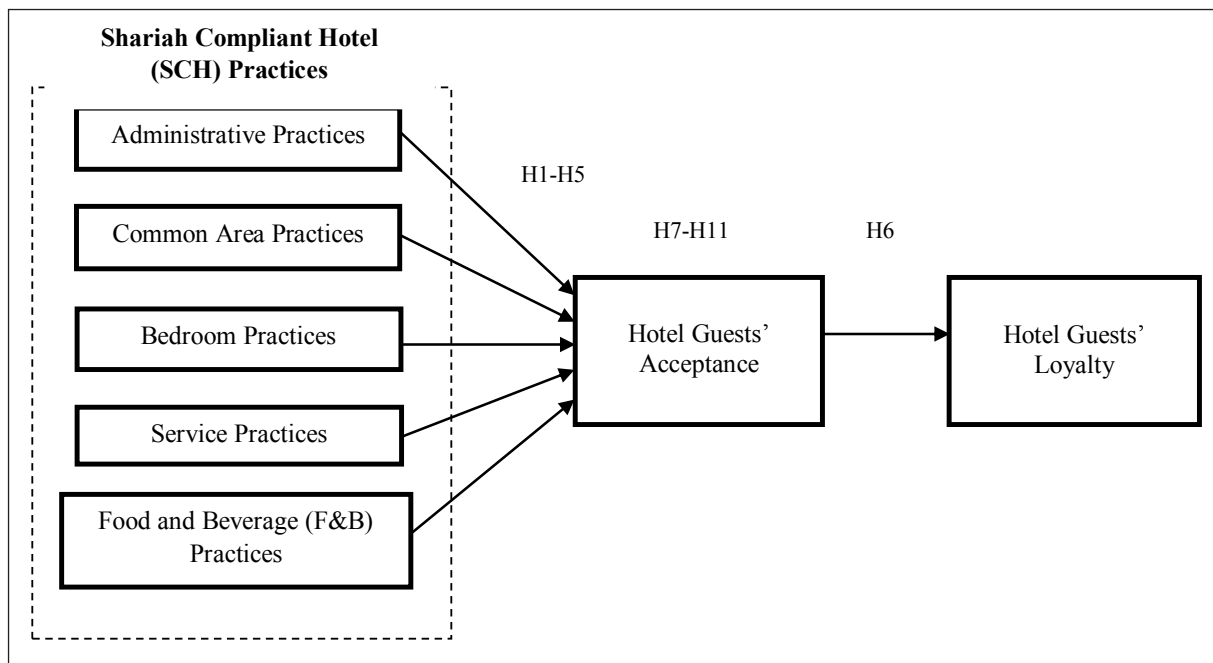 Shariah Compliant Hotel
(SCH) Practices
Administrative Practices
Common Area Practices
Bedroom Practices
Service Practices
Food and Beverage (F&B)
Practices
H1-H5
H7-H11
H6
Hotel Guests’
Acceptance
Hotel Guests’
Loyalty